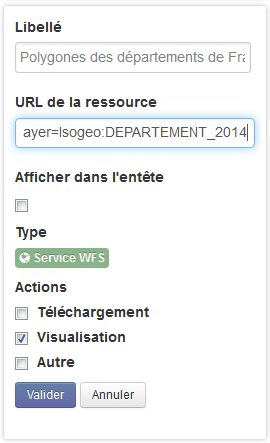 Libellé
Polygones des départements de Fra
URL de la ressource
ayer=Isogeo:DEPARTEMENT_2014
Afficher dans l'entête
Type
Service WFS
Actions
Téléchargement
Visualisation
Autre
Valider Annuler